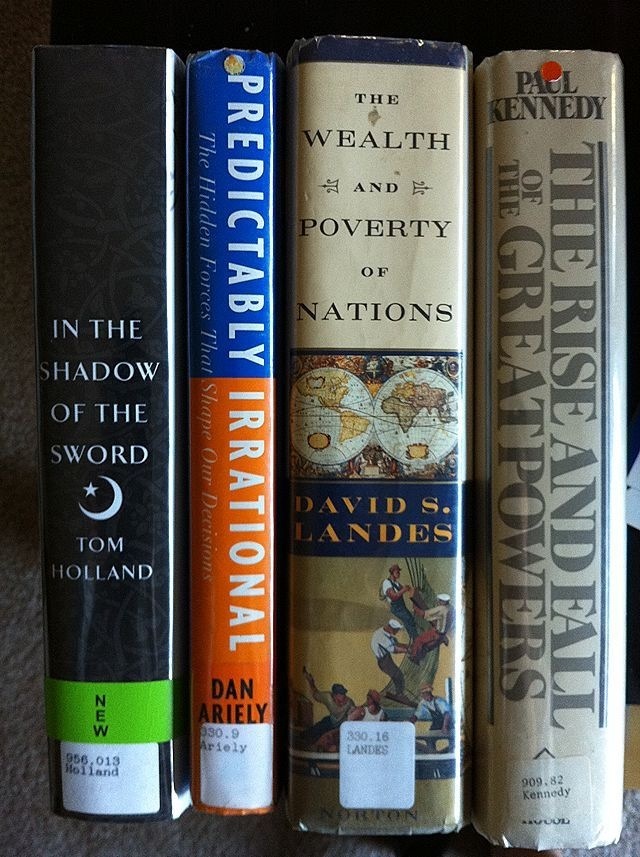 IN THE
SHADOW
OF THE
SWORD
TOM
HOLLAND
NEW
956.013
Holland
PREDICTABLY IRRATIONAL
The Hidden Forces That Shape Our Decisions
DAN
ARIELY
330.9
Ariely
THE
WEALTH
AND
POVERTY
OF
NATIONS
DAVID S.
LANDES
330.16
LANDES
NORTON
PAUL
KENNEDY
THE RISE AND FALL
OF THE GREAT POWERS
909.82
Kennedy